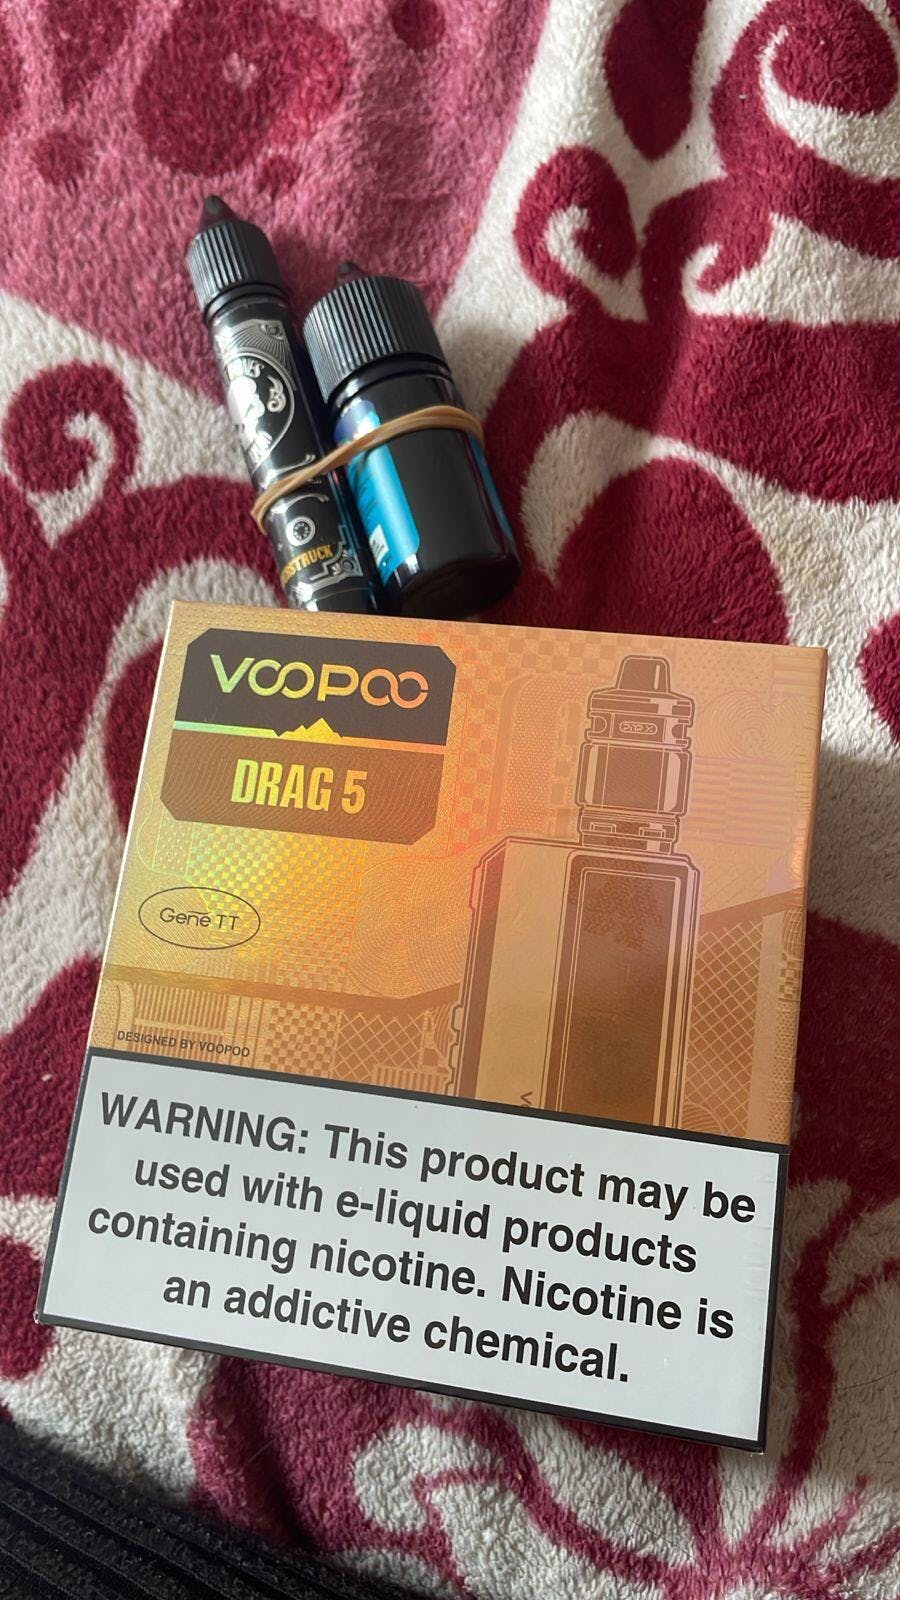 VOOPOO
DRAG 5
PnP X
Gene TT
DESIGNED BY VOOPOO
WARNING: This product may be
used with e-liquid products
containing nicotine. Nicotine is
an addictive chemical.